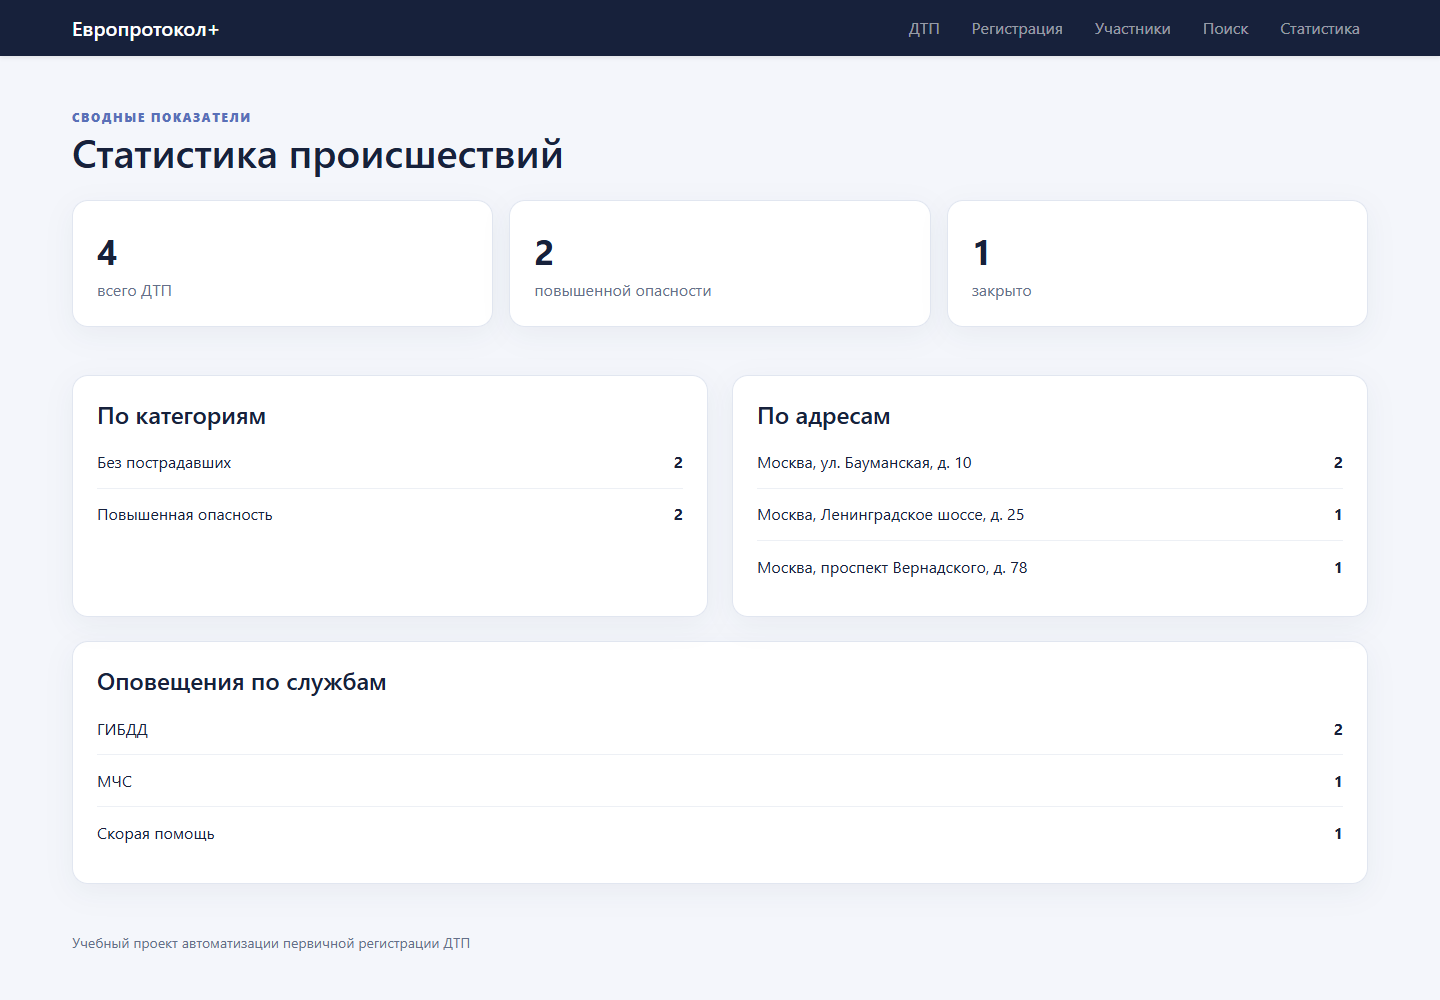 Европротокол+
ДТП Регистрация Участники Поиск Статистика
СВОДНЫЕ ПОКАЗАТЕЛИ
Статистика происшествий
4
всего ДТП
2
повышенной опасности
1
закрыто
По категориям
Без пострадавших 2
Повышенная опасность 2
По адресам
Москва, ул. Бауманская, д. 10 2
Москва, Ленинградское шоссе, д. 25 1
Москва, проспект Вернадского, д. 78 1
Оповещения по службам
ГИБДД 2
МЧС 1
Скорая помощь 1
Учебный проект автоматизации первичной регистрации ДТП